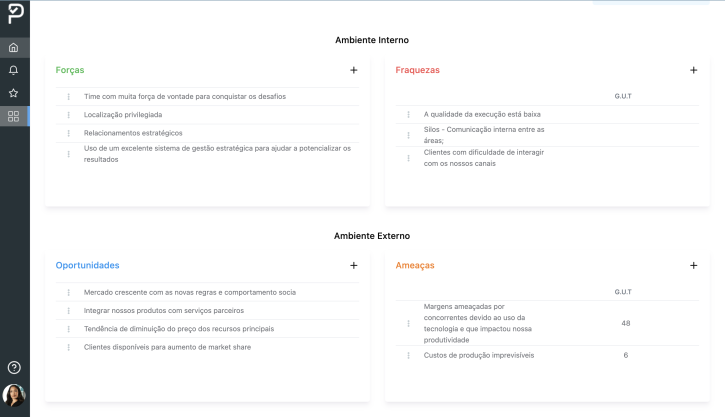 Ambiente Interno
Forças
+
Time com muita força de vontade para conquistar os desafios
Localização privilegiada
Relacionamentos estratégicos
Uso de um excelente sistema de gestão estratégica para ajudar a potencializar os
resultados
Fraquezas
+
G.U.T
A qualidade da execução está baixa
Silos - Comunicação interna entre as
áreas;
Clientes com dificuldade de interagir
com os nossos canais
Ambiente Externo
Oportunidades
+
Mercado crescente com as novas regras e comportamento socia
Integrar nossos produtos com serviços parceiros
Tendência de diminuição do preço dos recursos principais
Clientes disponíveis para aumento de market share
Ameaças
+
G.U.T
Margens ameaçadas por
concorrentes devido ao uso da
tecnologia e que impactou nossa
produtividade
48
Custos de produção imprevisíveis
6